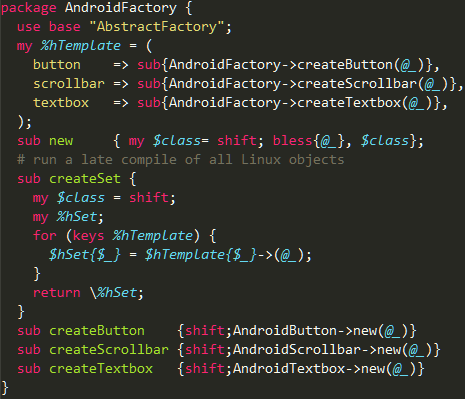 package AndroidFactory {
  use base "AbstractFactory";
  my %hTemplate = (
    button    => sub{AndroidFactory->createButton(@_)},
    scrollbar => sub{AndroidFactory->createScrollbar(@_)},
    textbox   => sub{AndroidFactory->createTextbox(@_)},
  );
  sub new     { my $class= shift; bless{@_}, $class};
  # run a late compile of all Linux objects
  sub createSet {
    my $class = shift;
    my %hSet;
    for (keys %hTemplate) {
      $hSet{$_} = $hTemplate{$_}->(@_);
    }
    return \%hSet;
  }
  sub createButton    {shift;AndroidButton->new(@_)}
  sub createScrollbar {shift;AndroidScrollbar->new(@_)}
  sub createTextbox   {shift;AndroidTextbox->new(@_)}
}